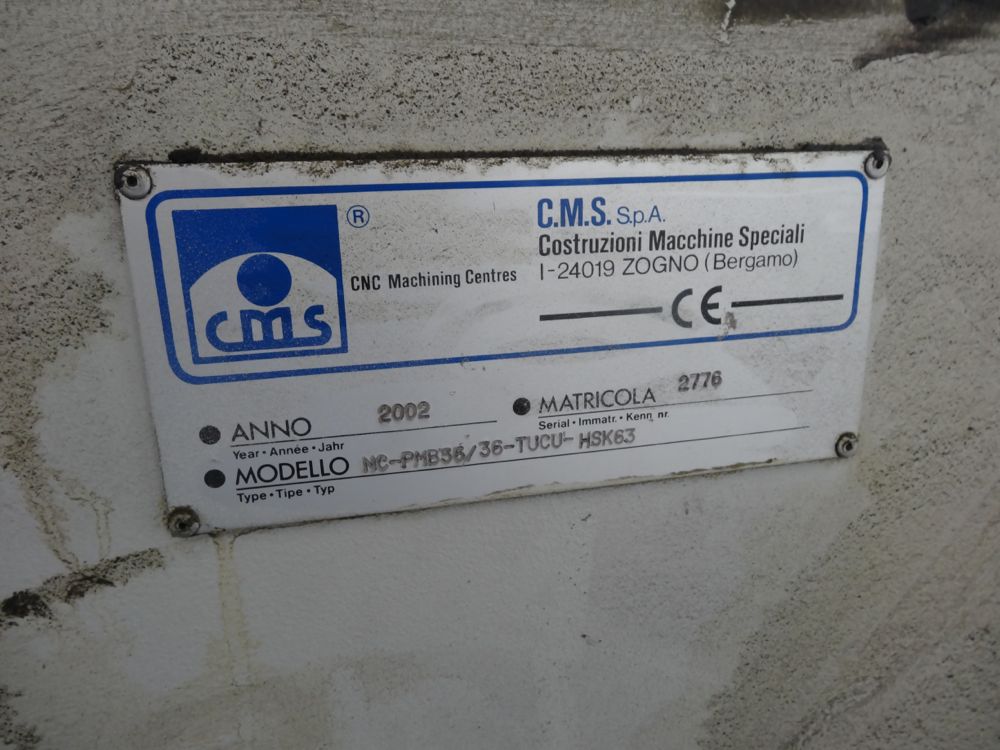 cms ®
CNC Machining Centres
C.M.S. S.p.A.
Costruzioni Macchine Speciali
I-24019 ZOGNO (Bergamo)
CE
ANNO 2002
Year • Année • Jahr
MATRICOLA 2776
Serial • Immatr. • Kenn. nr.
MODELLO MC-PMB36/36-TUCU-HSK63
Type • Tipe • Typ